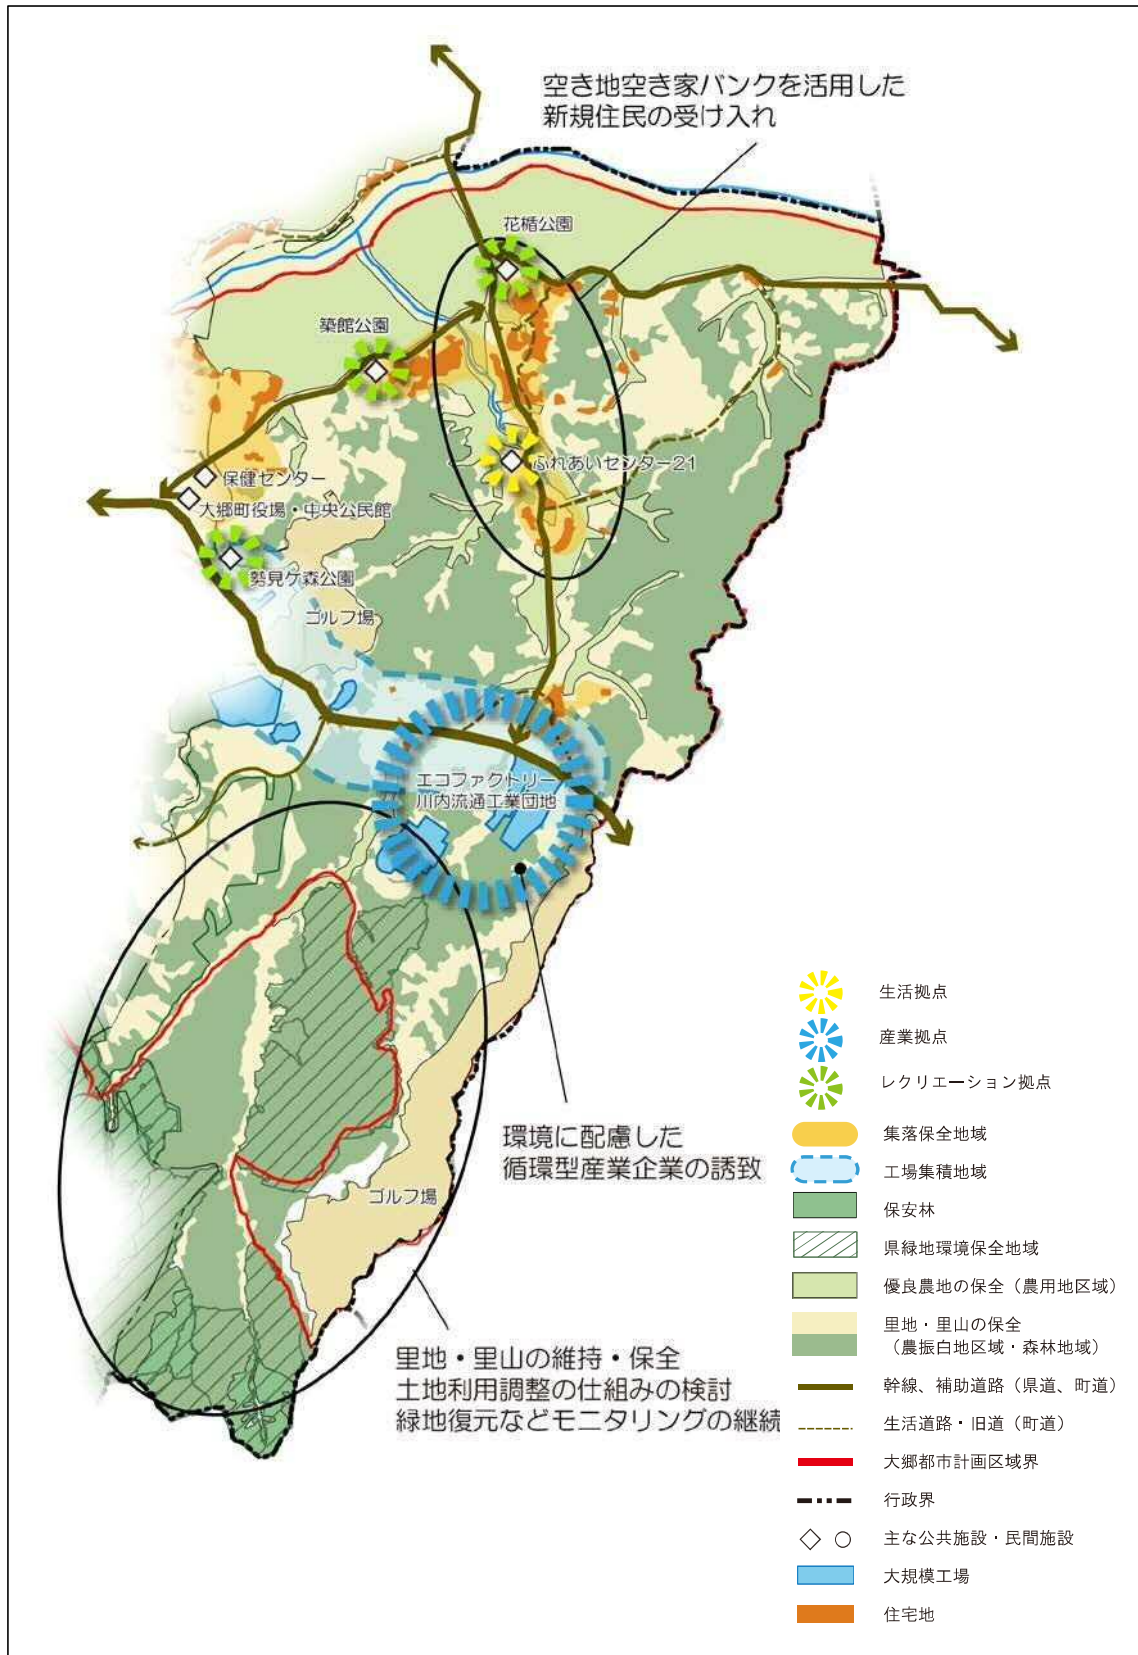 空き地空き家バンクを活用した
新規住民の受け入れ
花楯公園
築館公園
ふれあいセンター21
保健センター
大郷町役場・中央公民館
勢見ケ森公園
ゴルフ場
エコファクトリー
川内流通工業団地
環境に配慮した
循環型産業企業の誘致
ゴルフ場
里地・里山の維持・保全
土地利用調整の仕組みの検討
緑地復元などモニタリングの継続
生活拠点
産業拠点
レクリエーション拠点
集落保全地域
工場集積地域
保安林
県緑地環境保全地域
優良農地の保全（農用地区域）
里地・里山の保全
（農振白地区域・森林地域）
幹線、補助道路（県道、町道）
生活道路・旧道（町道）
大郷都市計画区域界
行政界
主な公共施設・民間施設
大規模工場
住宅地